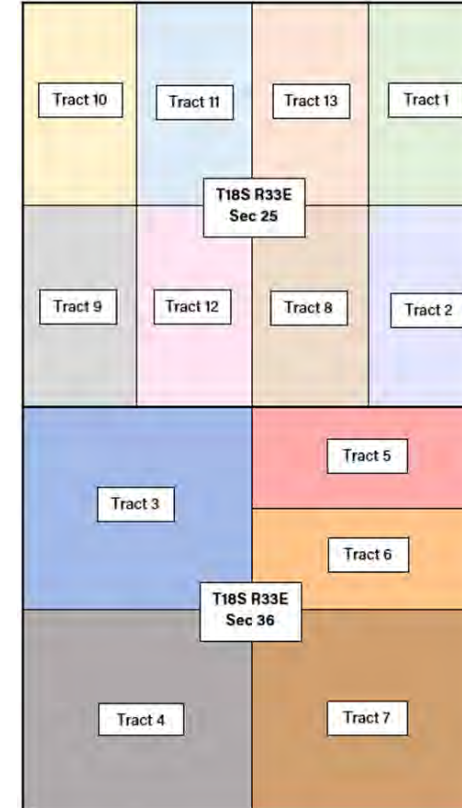 Tract 10
Tract 11
Tract 13
Tract 1
T18S R33E
Sec 25
Tract 9
Tract 12
Tract 8
Tract 2
Tract 5
Tract 3
Tract 6
T18S R33E
Sec 36
Tract 4
Tract 7